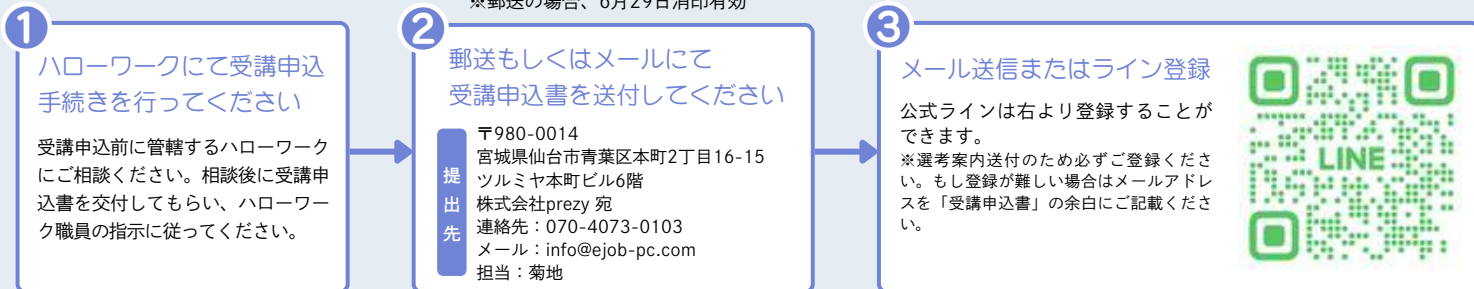 ※郵送の場合、6月29日消印有効
1
ハローワークにて受講申込
手続きを行ってください
受講申込前に管轄するハローワーク
にご相談ください。相談後に受講申
込書を交付してもらい、ハローワー
ク職員の指示に従ってください。
2
郵送もしくはメールにて
受講申込書を送付してください
提出先
〒980-0014
宮城県仙台市青葉区本町2丁目16-15
ツルミヤ本町ビル6階
株式会社prezy 宛
連絡先：070-4073-0103
メール：info@ejob-pc.com
担当：菊地
3
メール送信またはライン登録
公式ラインは右より登録することが
できます。
※選考案内送付のため必ずご登録くださ
い。もし登録が難しい場合はメールアドレ
スを「受講申込書」の余白にご記載くださ
い。
LINE